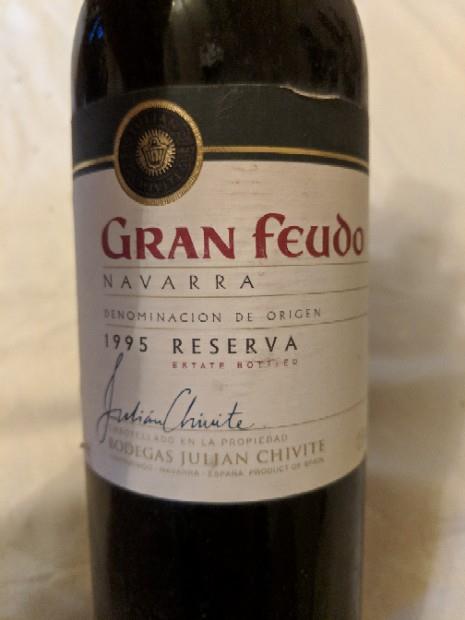 GRAN FEUDO
NAVARRA
DENOMINACION DE ORIGEN
1995 RESERVA
ESTATE BOTTLED
Julián Chivite
EMBOTELLADO EN LA PROPIEDAD
BODEGAS JULIAN CHIVITE
NAVARRA - ESPAÑA PRODUCT OF SPAIN